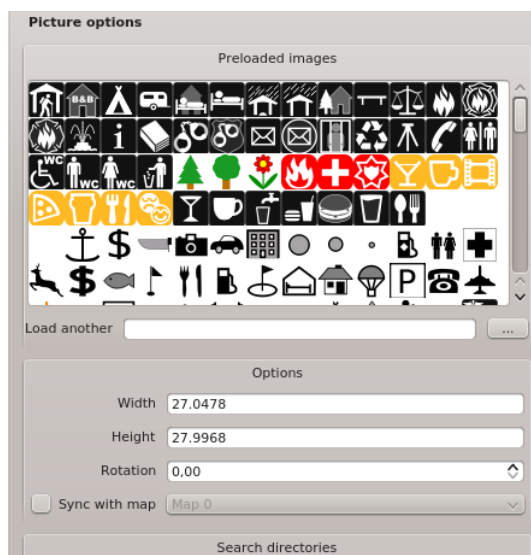 Picture options
Preloaded images
B&B
i
WC
WC
WC
$
$
P
Load another
...
Options
Width 27.0478
Height 27.9968
Rotation 0,00
Sync with map Map 0
Search directories